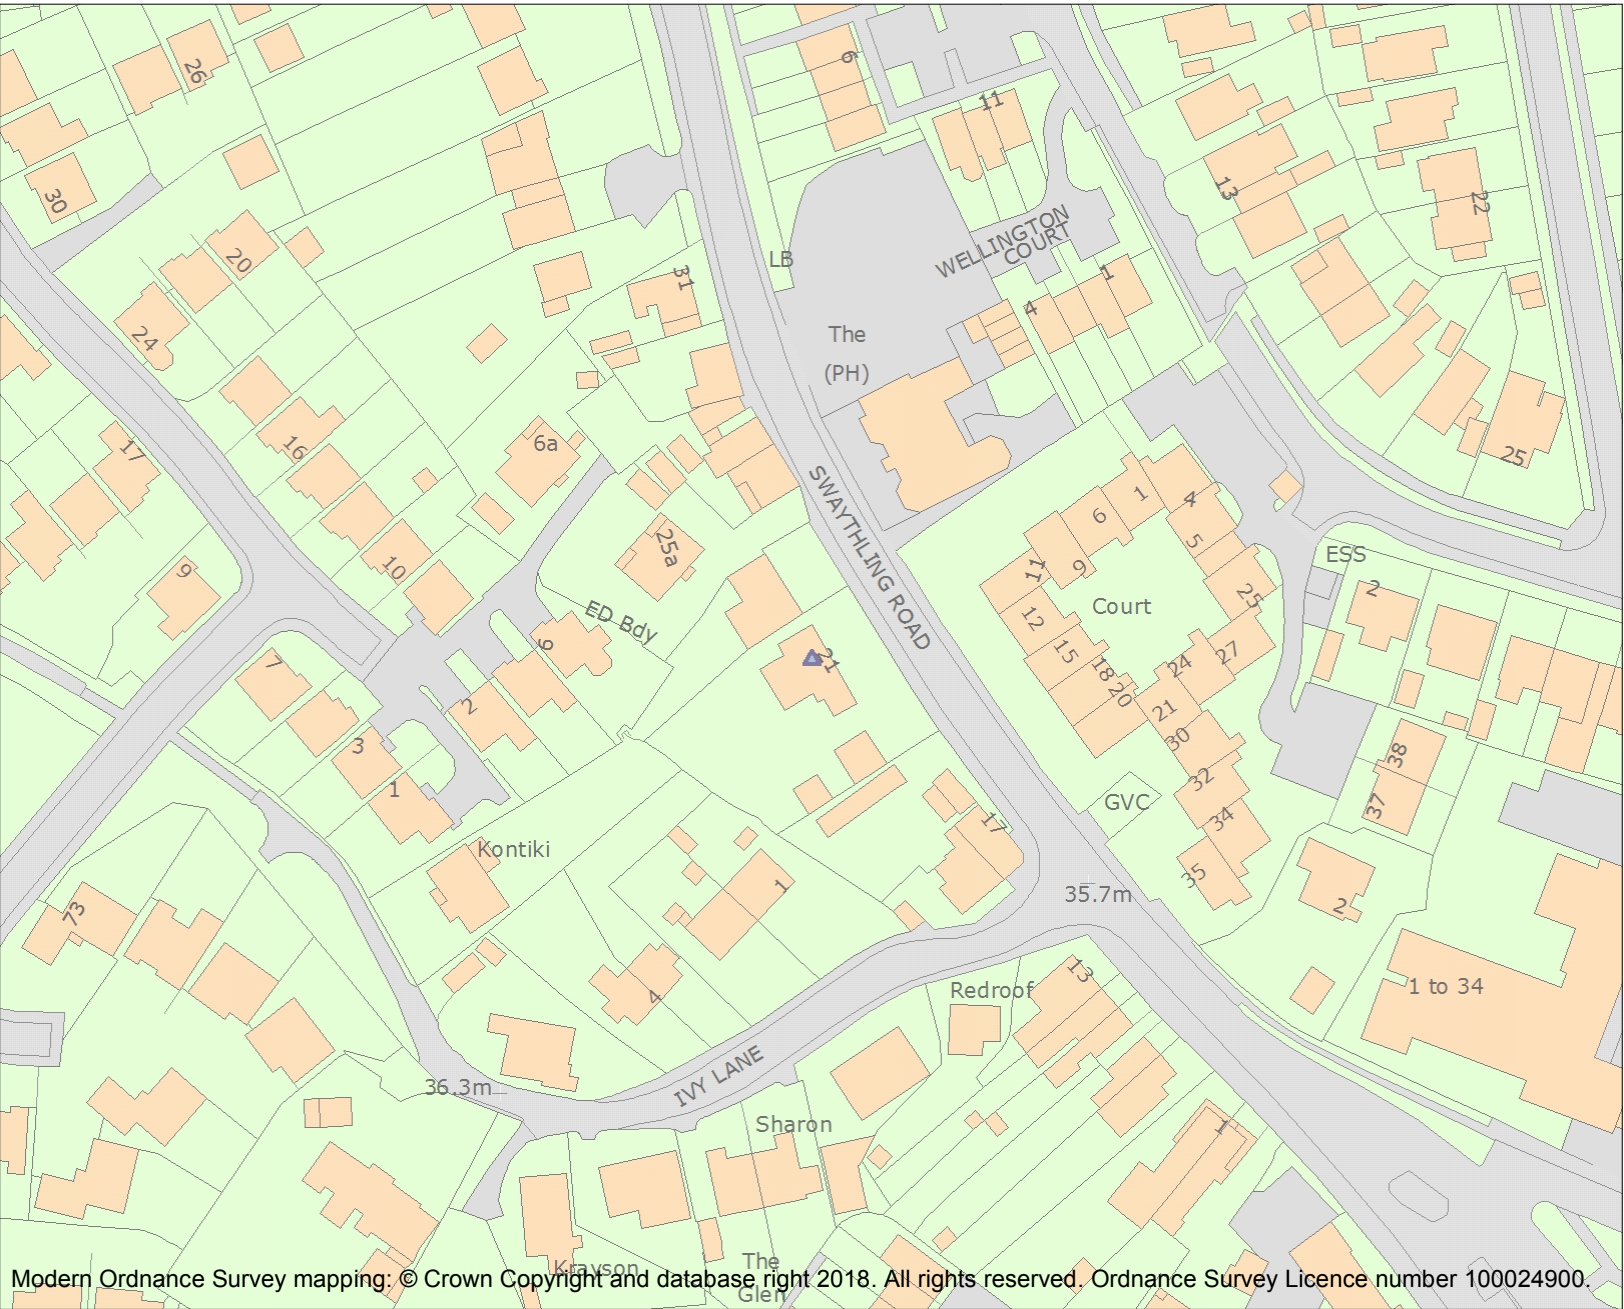 26
6
11
30
13
22
20
LB
31
WELLINGTON
COURT
1
4
24
The
(PH)
16
6a
17
25
SWAYTHLING ROAD
1
4
6
5
25a
9
11
ESS
10
9
2
25
Court
12
ED Bdy
6
15
27
21
24
18
20
7
2
21
30
3
38
32
1
GVC
37
34
17
Kontiki
35
1
35.7m
2
73
13
4
Redroof
1 to 34
36.3m
IVY LANE
Sharon
1
Krayson
The
Glen
Modern Ordnance Survey mapping: © Crown Copyright and database right 2018. All rights reserved. Ordnance Survey Licence number 100024900.